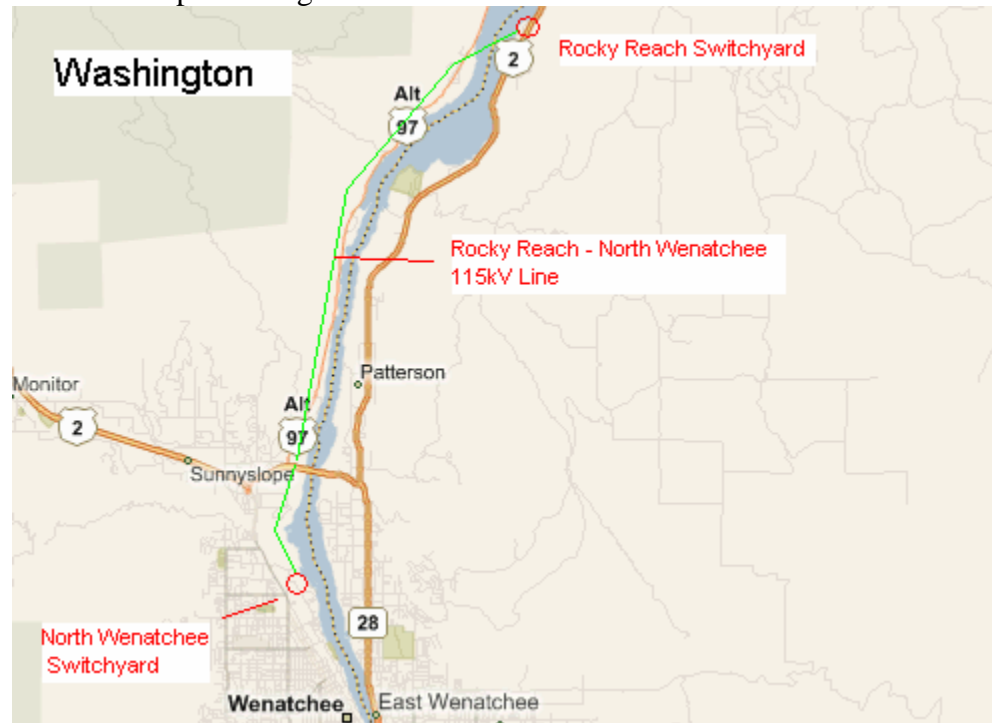 Washington
Rocky Reach Switchyard
2
Alt
97
Rocky Reach - North Wenatchee
115kV Line
Patterson
Monitor
Alt
2
97
Sunnyslope
28
North Wenatchee
Switchyard
Wenatchee
East Wenatchee